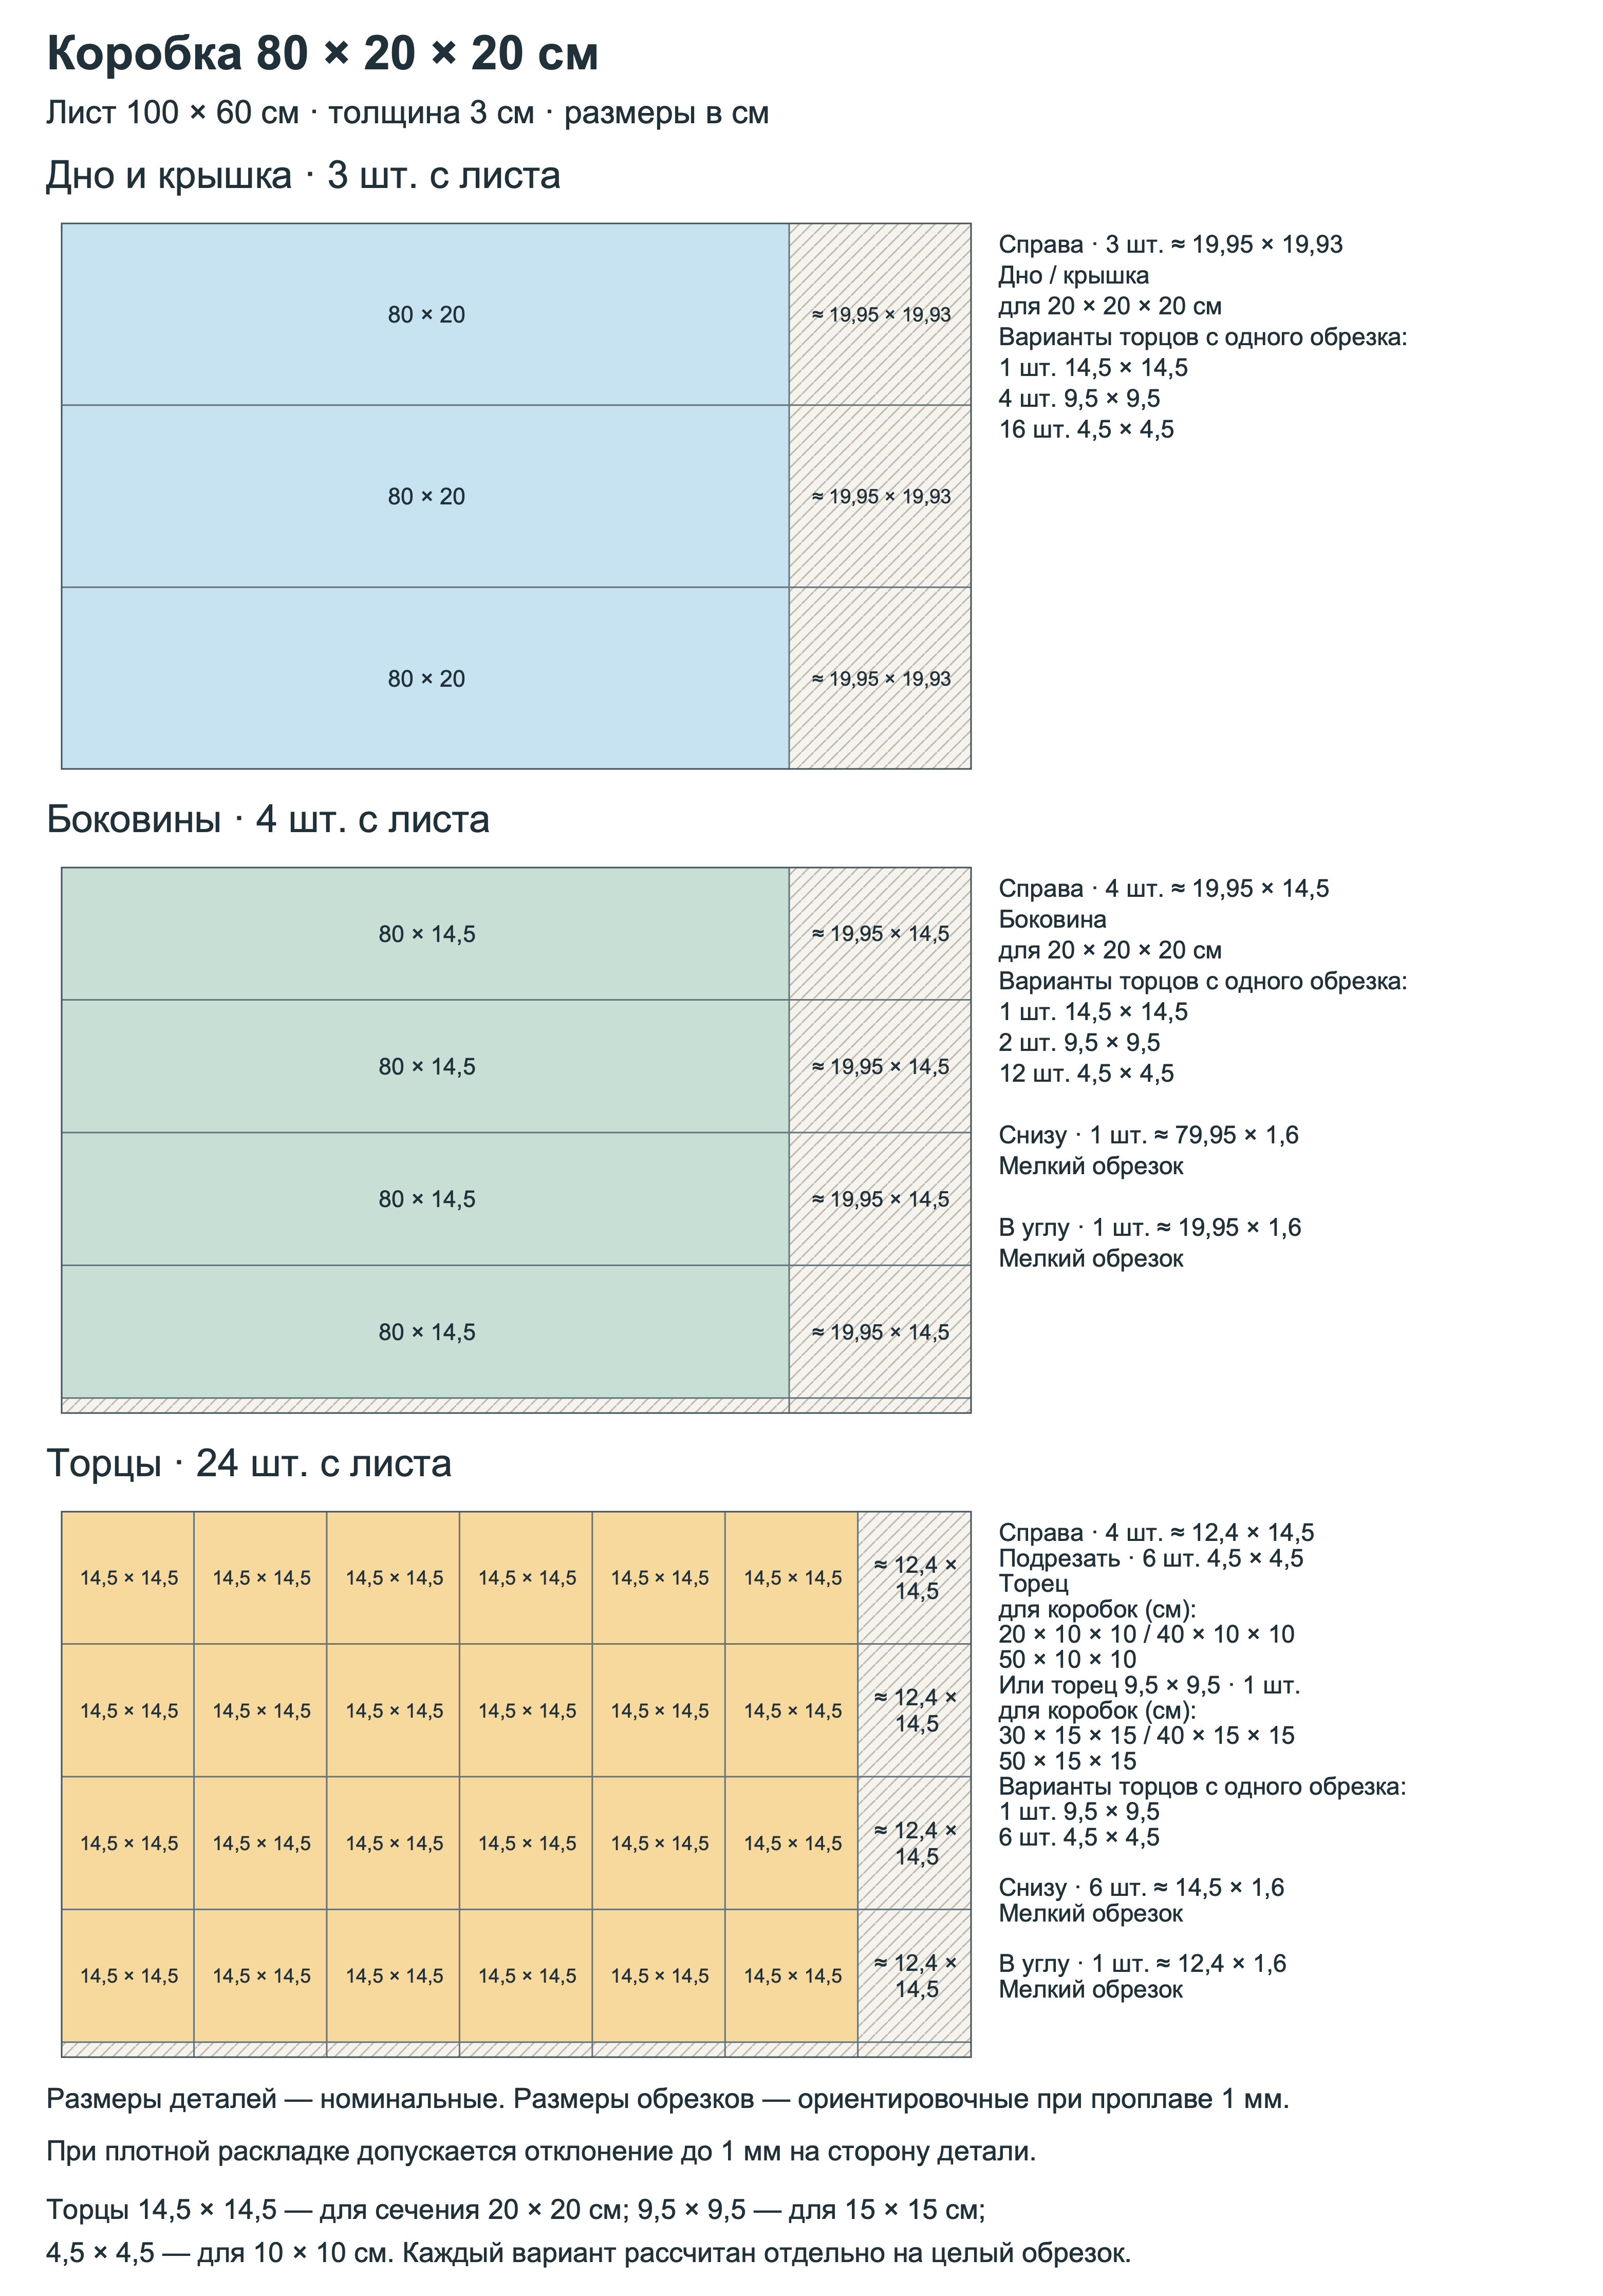 Коробка 80 × 20 × 20 см
Лист 100 × 60 см · толщина 3 см · размеры в см
Дно и крышка · 3 шт. с листа
80 × 20
≈ 19,95 × 19,93
80 × 20
≈ 19,95 × 19,93
80 × 20
≈ 19,95 × 19,93
Справа · 3 шт. ≈ 19,95 × 19,93
Дно / крышка
для 20 × 20 × 20 см
Варианты торцов с одного обрезка:
1 шт. 14,5 × 14,5
4 шт. 9,5 × 9,5
16 шт. 4,5 × 4,5
Боковины · 4 шт. с листа
80 × 14,5
≈ 19,95 × 14,5
80 × 14,5
≈ 19,95 × 14,5
80 × 14,5
≈ 19,95 × 14,5
80 × 14,5
≈ 19,95 × 14,5
Справа · 4 шт. ≈ 19,95 × 14,5
Боковина
для 20 × 20 × 20 см
Варианты торцов с одного обрезка:
1 шт. 14,5 × 14,5
2 шт. 9,5 × 9,5
12 шт. 4,5 × 4,5
Снизу · 1 шт. ≈ 79,95 × 1,6
Мелкий обрезок
В углу · 1 шт. ≈ 19,95 × 1,6
Мелкий обрезок
Торцы · 24 шт. с листа
14,5 × 14,5 14,5 × 14,5 14,5 × 14,5 14,5 × 14,5 14,5 × 14,5 14,5 × 14,5
≈ 12,4 ×
14,5
14,5 × 14,5 14,5 × 14,5 14,5 × 14,5 14,5 × 14,5 14,5 × 14,5 14,5 × 14,5
≈ 12,4 ×
14,5
14,5 × 14,5 14,5 × 14,5 14,5 × 14,5 14,5 × 14,5 14,5 × 14,5 14,5 × 14,5
≈ 12,4 ×
14,5
14,5 × 14,5 14,5 × 14,5 14,5 × 14,5 14,5 × 14,5 14,5 × 14,5 14,5 × 14,5
≈ 12,4 ×
14,5
Справа · 4 шт. ≈ 12,4 × 14,5
Подрезать · 6 шт. 4,5 × 4,5
Торец
для коробок (см):
20 × 10 × 10 / 40 × 10 × 10
50 × 10 × 10
Или торец 9,5 × 9,5 · 1 шт.
для коробок (см):
30 × 15 × 15 / 40 × 15 × 15
50 × 15 × 15
Варианты торцов с одного обрезка:
1 шт. 9,5 × 9,5
6 шт. 4,5 × 4,5
Снизу · 6 шт. ≈ 14,5 × 1,6
Мелкий обрезок
В углу · 1 шт. ≈ 12,4 × 1,6
Мелкий обрезок
Размеры деталей — номинальные. Размеры обрезков — ориентировочные при проплаве 1 мм.
При плотной раскладке допускается отклонение до 1 мм на сторону детали.
Торцы 14,5 × 14,5 — для сечения 20 × 20 см; 9,5 × 9,5 — для 15 × 15 см;
4,5 × 4,5 — для 10 × 10 см. Каждый вариант рассчитан отдельно на целый обрезок.